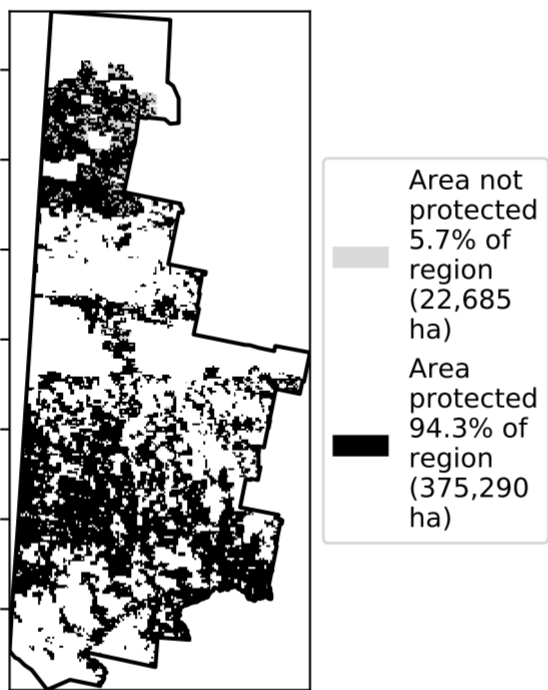 Area not
protected
5.7% of
region
(22,685
ha)
Area
protected
94.3% of
region
(375,290
ha)